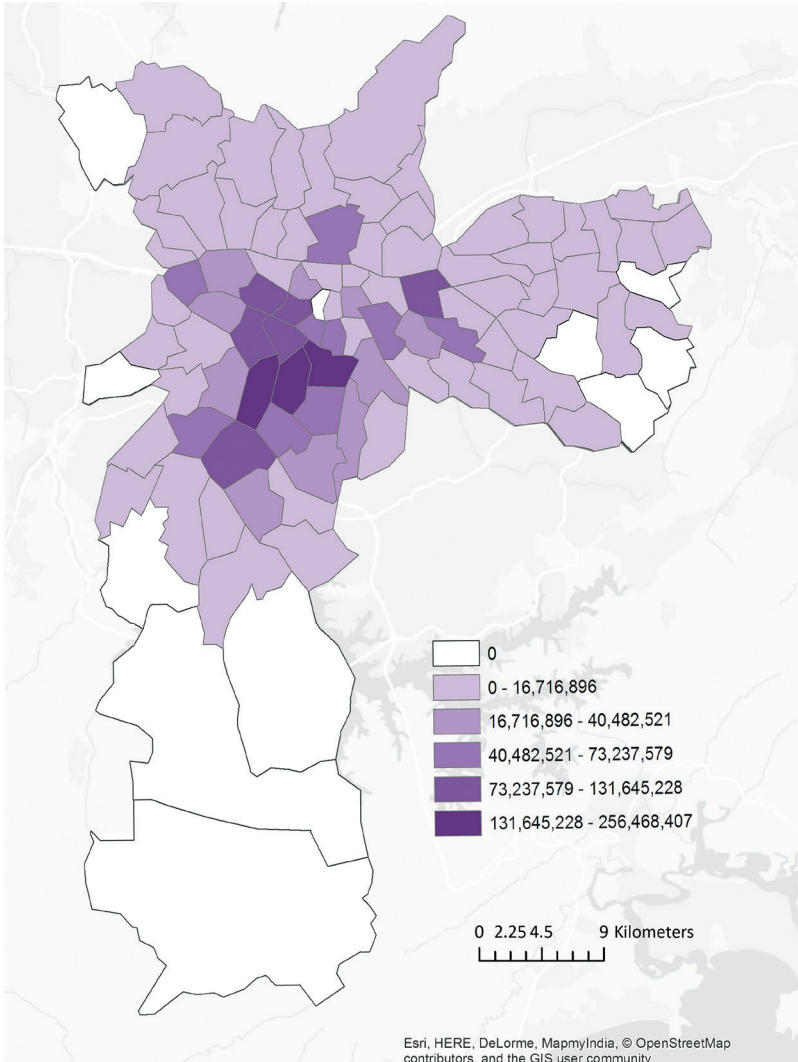 0
0 - 16,716,896
16,716,896 - 40,482,521
40,482,521 - 73,237,579
73,237,579 - 131,645,228
131,645,228 - 256,468,407
0 2.25 4.5 9 Kilometers
Esri, HERE, DeLorme, MapmyIndia, © OpenStreetMap
contributors, and the GIS user community